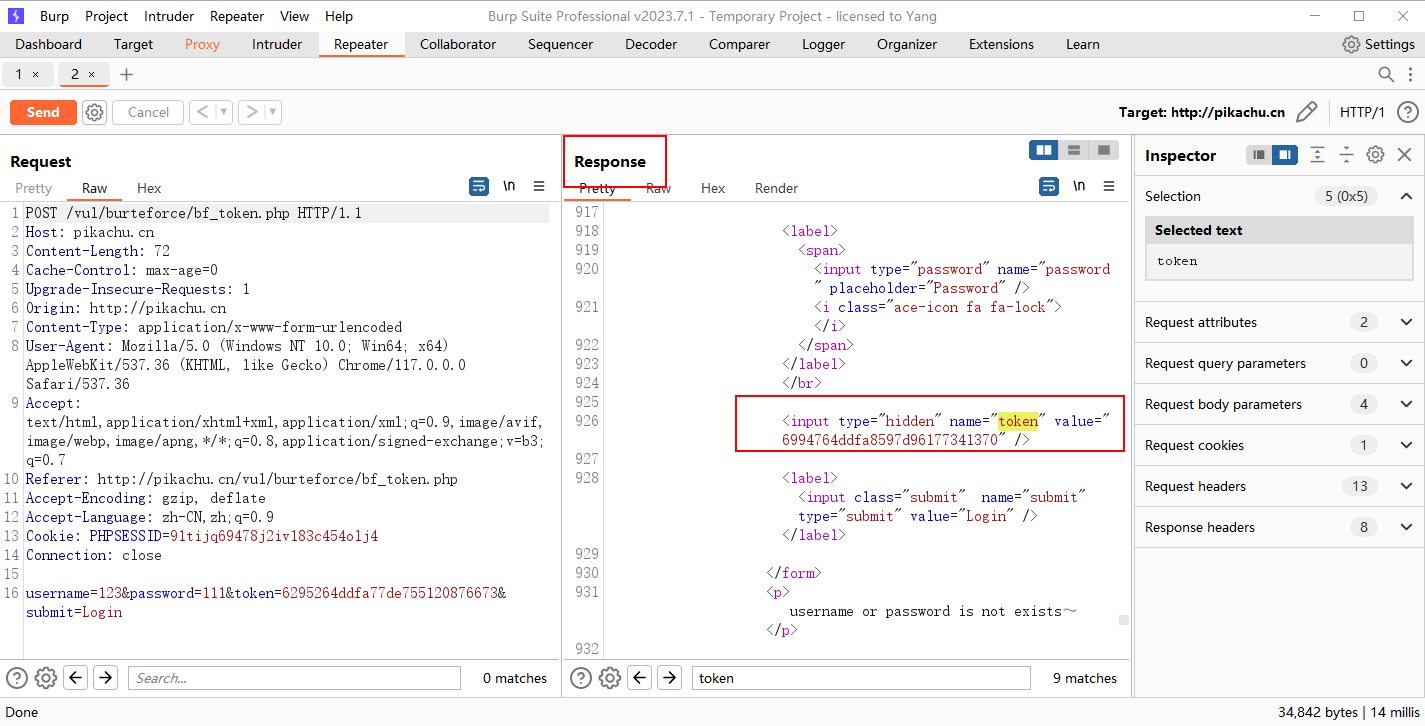 Burp Project Intruder Repeater View Help Burp Suite Professional v2023.7.1 - Temporary Project - licensed to Yang
Dashboard Target Proxy Intruder Repeater Collaborator Sequencer Decoder Comparer Logger Organizer Extensions Learn Settings
1 × 2 × +
Send Cancel < > Target: http://pikachu.cn HTTP/1 ?
Request
Pretty Raw Hex \n
1 POST /vul/burteforce/bf_token.php HTTP/1.1
2 Host: pikachu.cn
3 Content-Length: 72
4 Cache-Control: max-age=0
5 Upgrade-Insecure-Requests: 1
6 Origin: http://pikachu.cn
7 Content-Type: application/x-www-form-urlencoded
8 User-Agent: Mozilla/5.0 (Windows NT 10.0; Win64; x64)
AppleWebKit/537.36 (KHTML, like Gecko) Chrome/117.0.0.0
Safari/537.36
9 Accept:
text/html,application/xhtml+xml,application/xml;q=0.9,image/avif,
image/webp,image/apng,*/*;q=0.8,application/signed-exchange;v=b3;
q=0.7
10 Referer: http://pikachu.cn/vul/burteforce/bf_token.php
11 Accept-Encoding: gzip, deflate
12 Accept-Language: zh-CN,zh;q=0.9
13 Cookie: PHPSESSID=91tijq69478j2iv183c454olj4
14 Connection: close
15
16 username=123&password=111&token=6295264ddfa77de755120876673&
submit=Login
? Search... 0 matches
Response
Pretty Raw Hex Render \n
917
918 <label>
919 <span>
920 <input type="password" name="password
" placeholder="Password" />
921 <i class="ace-icon fa fa-lock">
</i>
922 </span>
923 </label>
924 </br>
925
926 <input type="hidden" name="token" value="
6994764ddfa8597d96177341370" />
927
928 <label>
<input class="submit" name="submit"
type="submit" value="Login" />
</label>
929
930 </form>
931 <p>
username or password is not exists～
</p>
932
? token 9 matches
Inspector
Selection 5 (0x5)
Selected text
token
Request attributes 2
Request query parameters 0
Request body parameters 4
Request cookies 1
Request headers 13
Response headers 8
Done 34,842 bytes | 14 millis